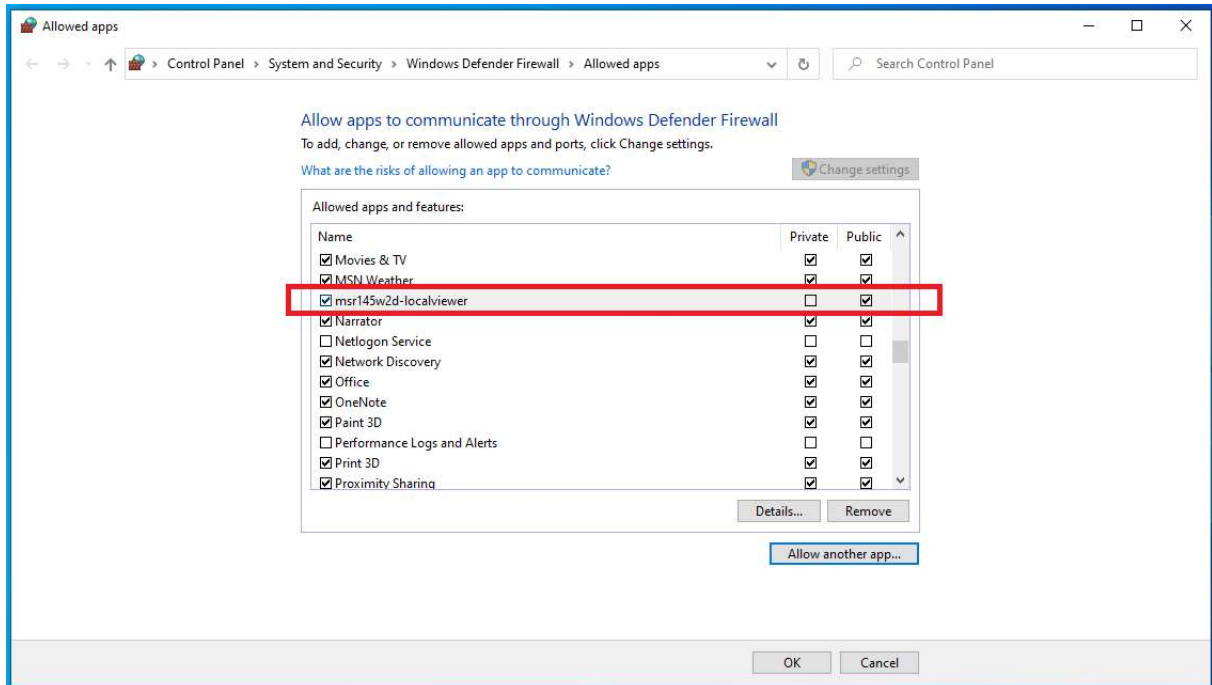 Allowed apps
Control Panel > System and Security > Windows Defender Firewall > Allowed apps
Search Control Panel
Allow apps to communicate through Windows Defender Firewall
To add, change, or remove allowed apps and ports, click Change settings.
What are the risks of allowing an app to communicate?
Change settings
Allowed apps and features:
Name Private Public
Movies & TV
MSN Weather
msr145w2d-localviewer
Narrator
Netlogon Service
Network Discovery
Office
OneNote
Paint 3D
Performance Logs and Alerts
Print 3D
Proximity Sharing
Details... Remove
Allow another app...
OK Cancel